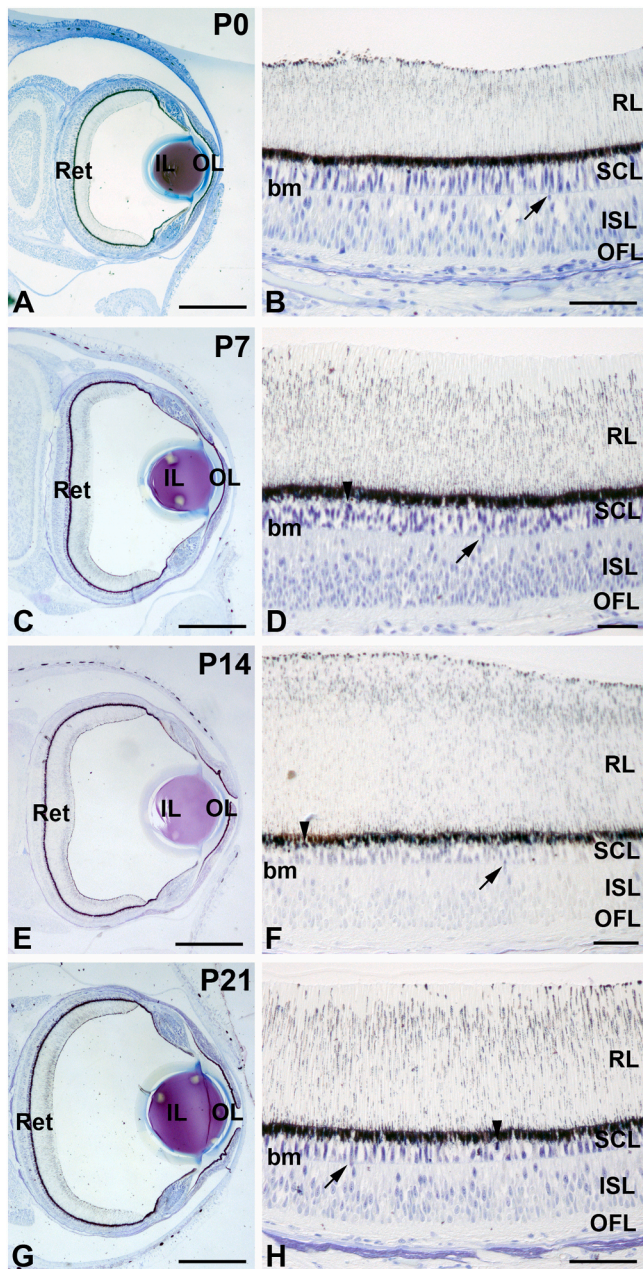 P0
Ret
IL OL
A
RL
SCL
bm
ISL
OFL
B
P7
Ret
IL OL
C
RL
SCL
bm
ISL
OFL
D
P14
Ret
IL OL
E
RL
SCL
bm
ISL
OFL
F
P21
Ret
IL OL
G
RL
SCL
bm
ISL
OFL
H